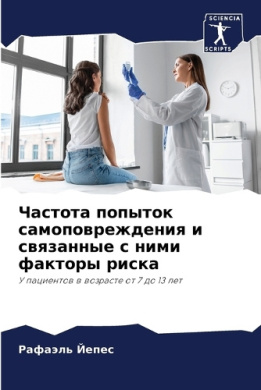 SCIENCIA
SCRIPTS
Частота попыток
самоповреждения и
связанные с ними
факторы риска
У пациентов в возрасте от 7 до 13 лет
Рафаэль Йепес